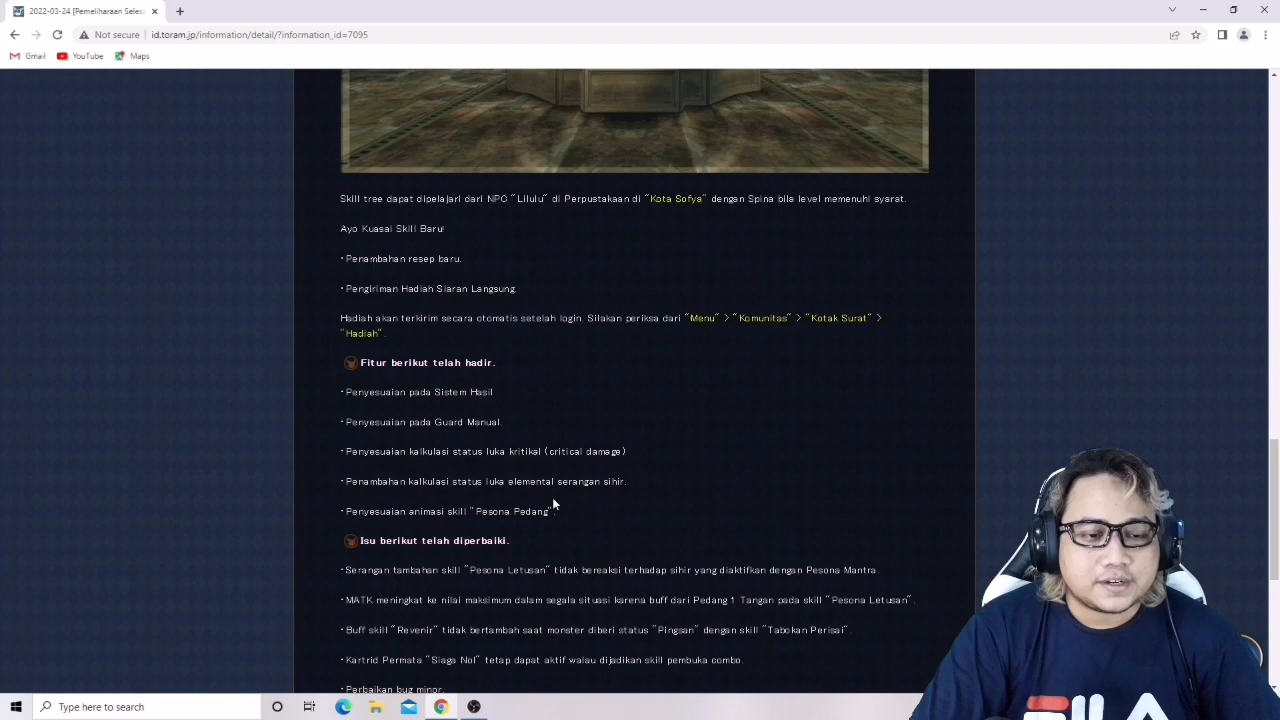 2022-03-24 [Pemeliharaan Seles
Not secure
id.toram.jp/information/detail/?information_id=7095
Gmail
YouTube
Maps
Skill tree dapat dipelajari dari NPC "Lilulu" di Perpustakaan di "Kota Sofya" dengan Spina bila level memenuhi syarat.
Ayo Kuasai Skill Baru!
・Penambahan resep baru.
・Pengiriman Hadiah Siaran Langsung.
Hadiah akan terkirim secara otomatis setelah login. Silakan periksa dari "Menu" > "Komunitas" > "Kotak Surat" >
"Hadiah".
Fitur berikut telah hadir.
・Penyesuaian pada Sistem Hasil
・Penyesuaian pada Guard Manual.
・Penyesuaian kalkulasi status luka kritikal (critical damage)
・Penambahan kalkulasi status luka elemental serangan sihir.
・Penyesuaian animasi skill "Pesona Pedang".
Isu berikut telah diperbaiki.
・Serangan tambahan skill "Pesona Letusan" tidak bereaksi terhadap sihir yang diaktifkan dengan Pesona Mantra.
・MATK meningkat ke nilai maksimum dalam segala situasi karena buff dari Pedang 1 Tangan pada skill "Pesona Letusan".
・Buff skill "Revenir" tidak bertambah saat monster diberi status "Pingsan" dengan skill "Tabokan Perisai".
・Kartrid Permata "Siaga Nol" tetap dapat aktif walau dijadikan skill pembuka combo.
・Perbaikan bug minor.
Type here to search